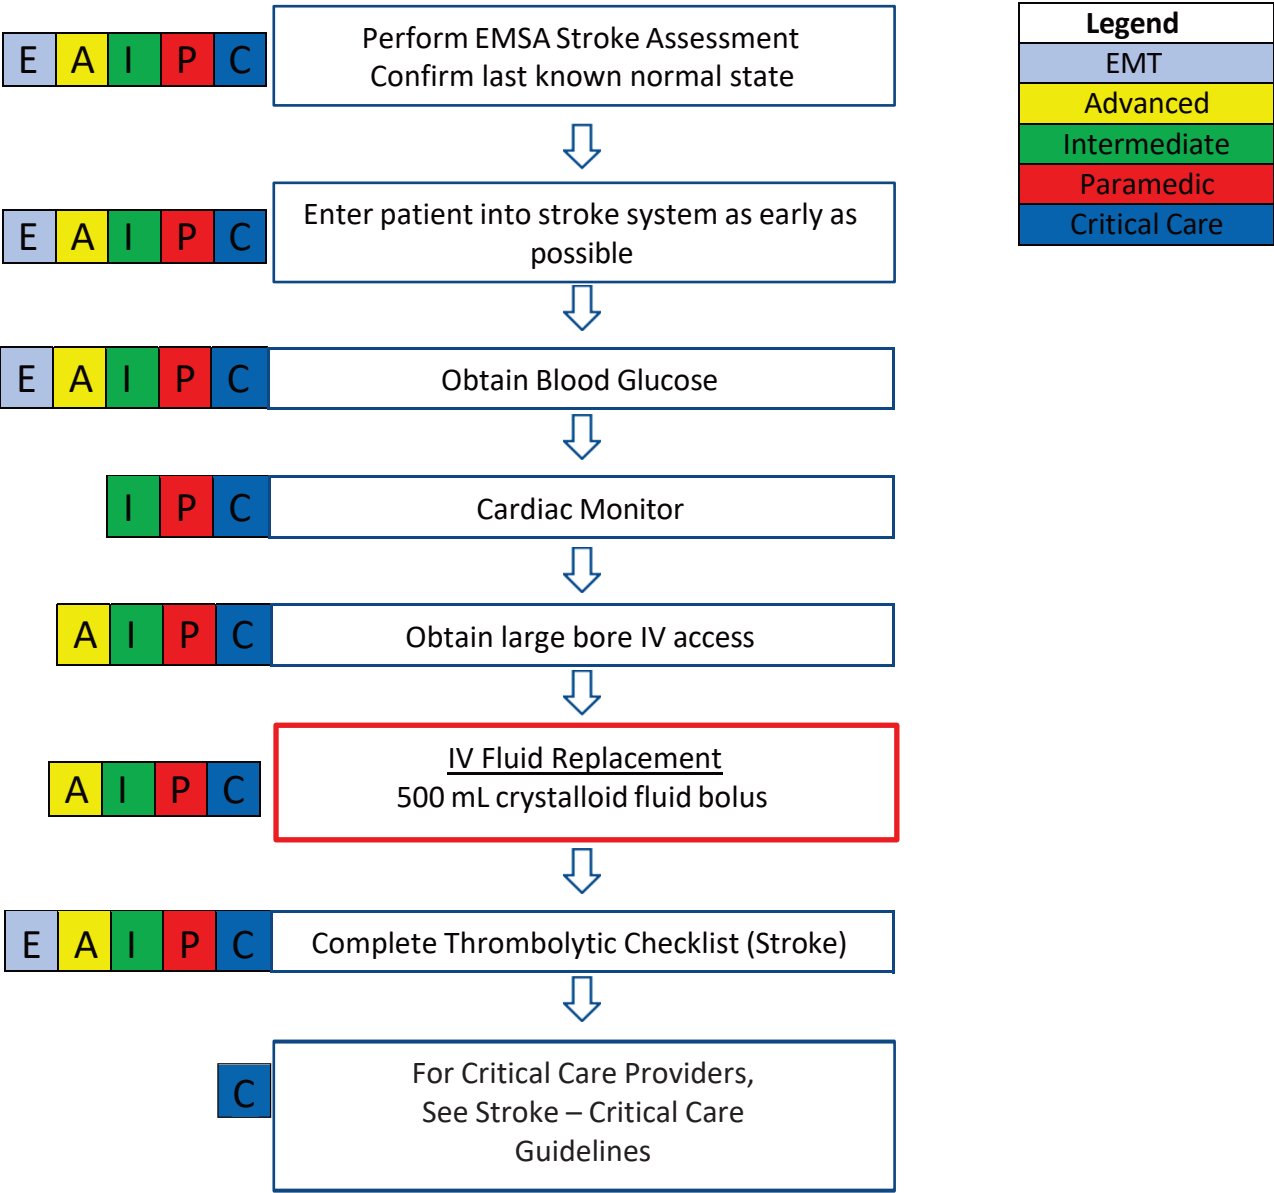 E A I P C
Perform EMSA Stroke Assessment
Confirm last known normal state
Legend
EMT
Advanced
Intermediate
Paramedic
Critical Care
E A I P C
Enter patient into stroke system as early as
possible
E A I P C
Obtain Blood Glucose
I P C
Cardiac Monitor
A I P C
Obtain large bore IV access
A I P C
IV Fluid Replacement
500 mL crystalloid fluid bolus
E A I P C
Complete Thrombolytic Checklist (Stroke)
C
For Critical Care Providers,
See Stroke – Critical Care
Guidelines